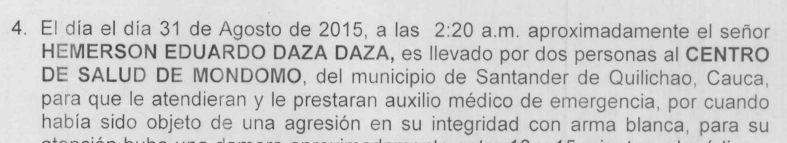 4. El día el día 31 de Agosto de 2015, a las 2:20 a.m. aproximadamente el señor
HEMERSON EDUARDO DAZA DAZA, es llevado por dos personas al CENTRO
DE SALUD DE MONDOMO, del municipio de Santander de Quilichao, Cauca,
para que le atendieran y le prestaran auxilio médico de emergencia, por cuando
había sido objeto de una agresión en su integridad con arma blanca, para su